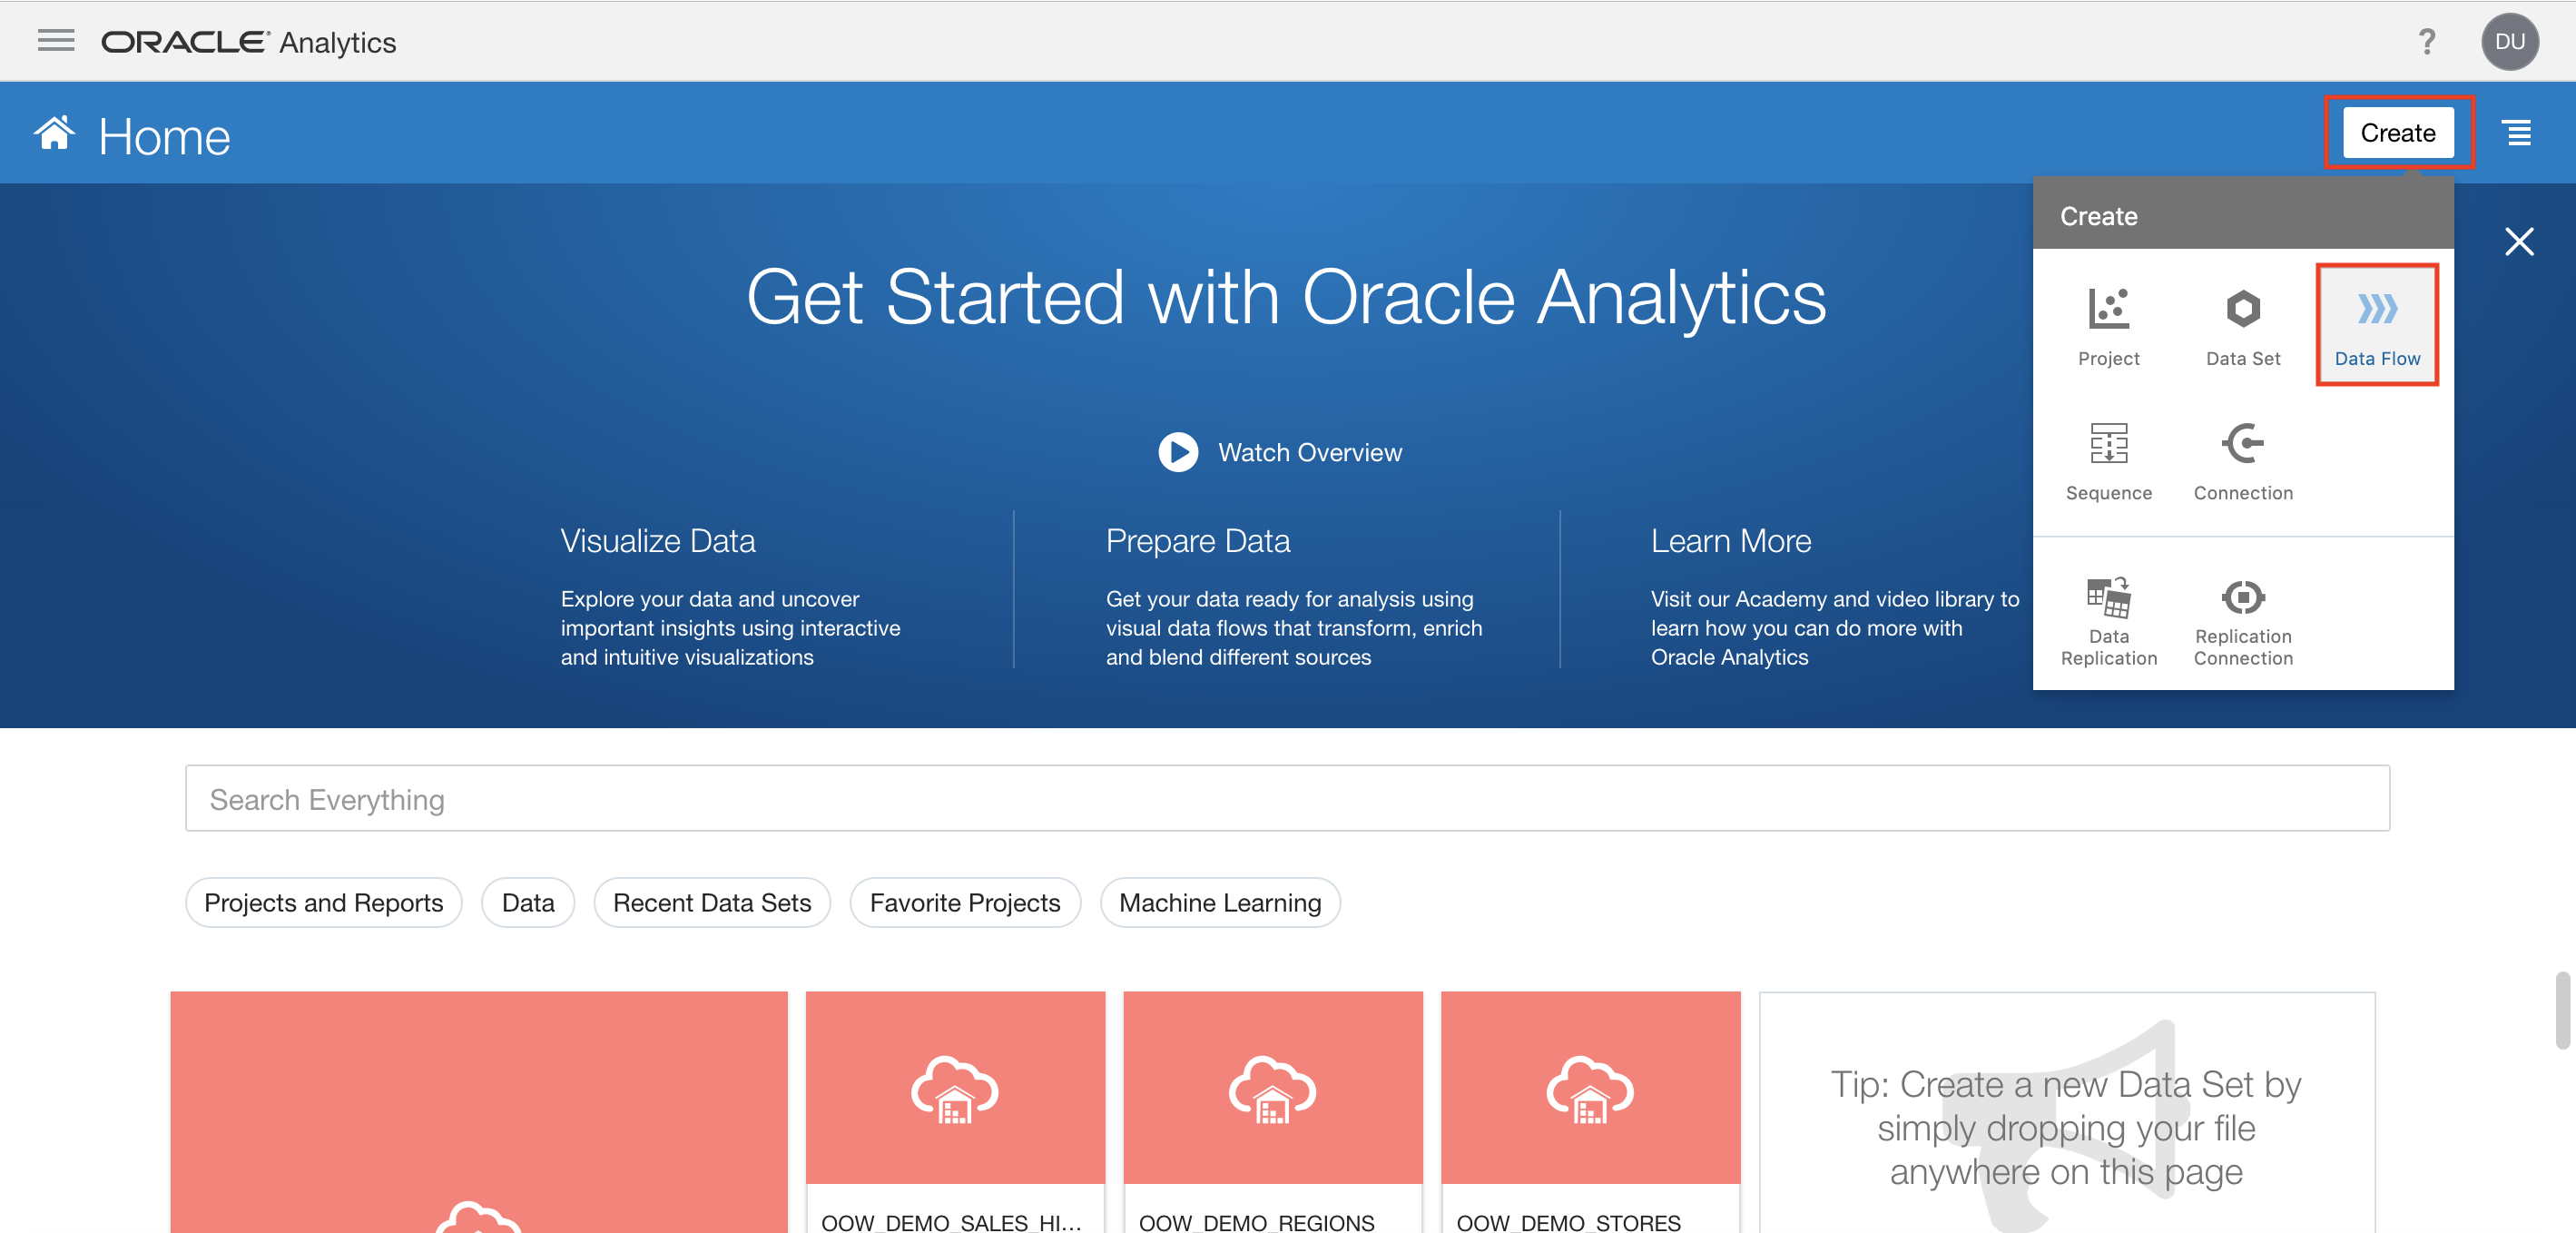 ORACLE Analytics
?
DU
Home
Create
Create
Project
Data Set
Data Flow
Sequence
Connection
Data
Replication
Replication
Connection
Get Started with Oracle Analytics
Watch Overview
Visualize Data
Explore your data and uncover
important insights using interactive
and intuitive visualizations
Prepare Data
Get your data ready for analysis using
visual data flows that transform, enrich
and blend different sources
Learn More
Visit our Academy and video library to
learn how you can do more with
Oracle Analytics
Search Everything
Projects and Reports
Data
Recent Data Sets
Favorite Projects
Machine Learning
OOW_DEMO_SALES_HI...
OOW_DEMO_REGIONS
OOW_DEMO_STORES
Tip: Create a new Data Set by
simply dropping your file
anywhere on this page